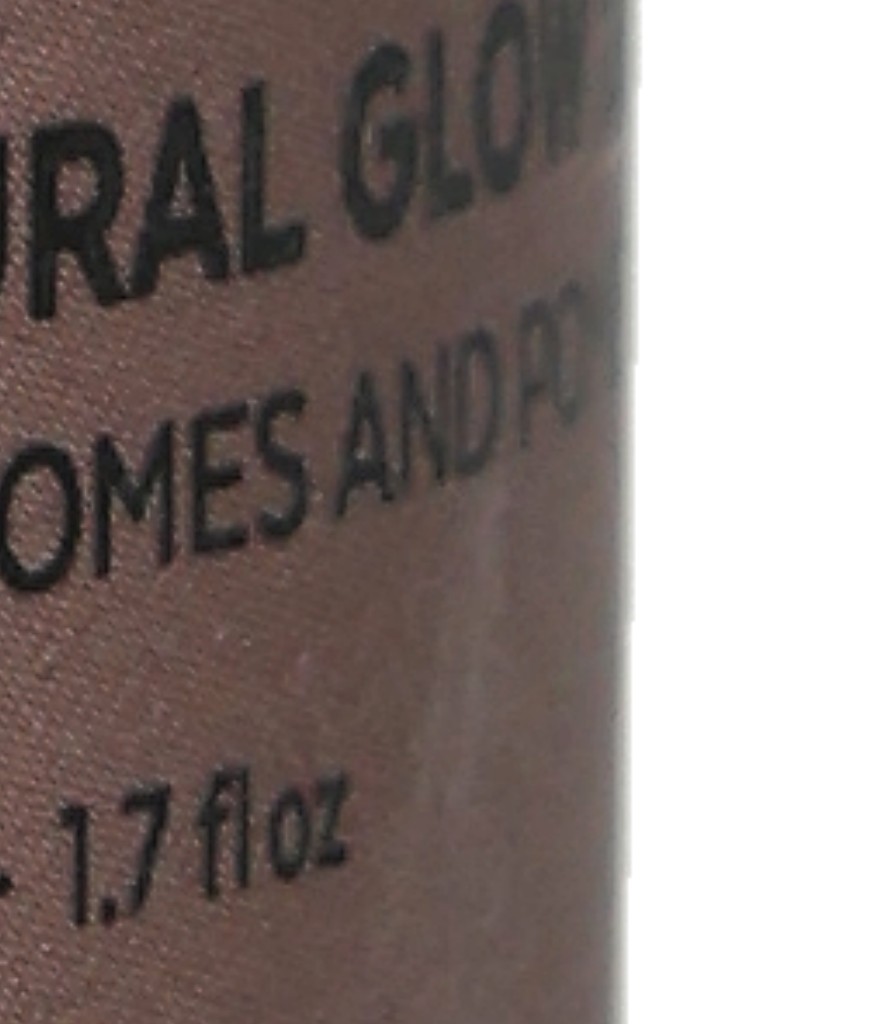 URAL GLOW
OMES AND PO
- 1.7 fl oz